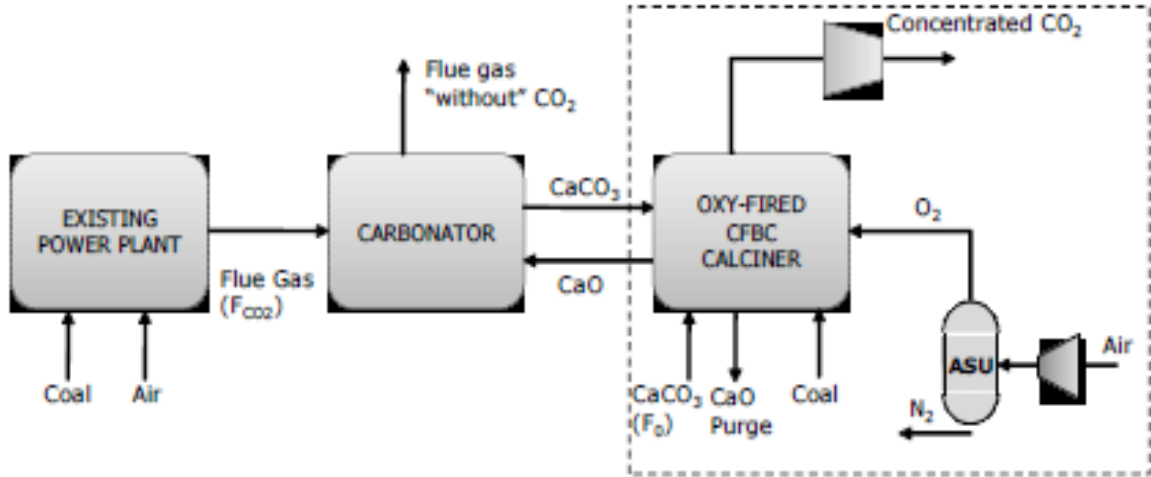 Concentrated CO₂
Flue gas
“without” CO₂
EXISTING
POWER PLANT
CARBONATOR
CaCO₃
CaO
OXY-FIRED
CFBC
CALCINER
O₂
Flue Gas
(F_CO2)
Coal
Air
CaCO₃
(F₀)
CaO
Purge
Coal
ASU
Air
N₂